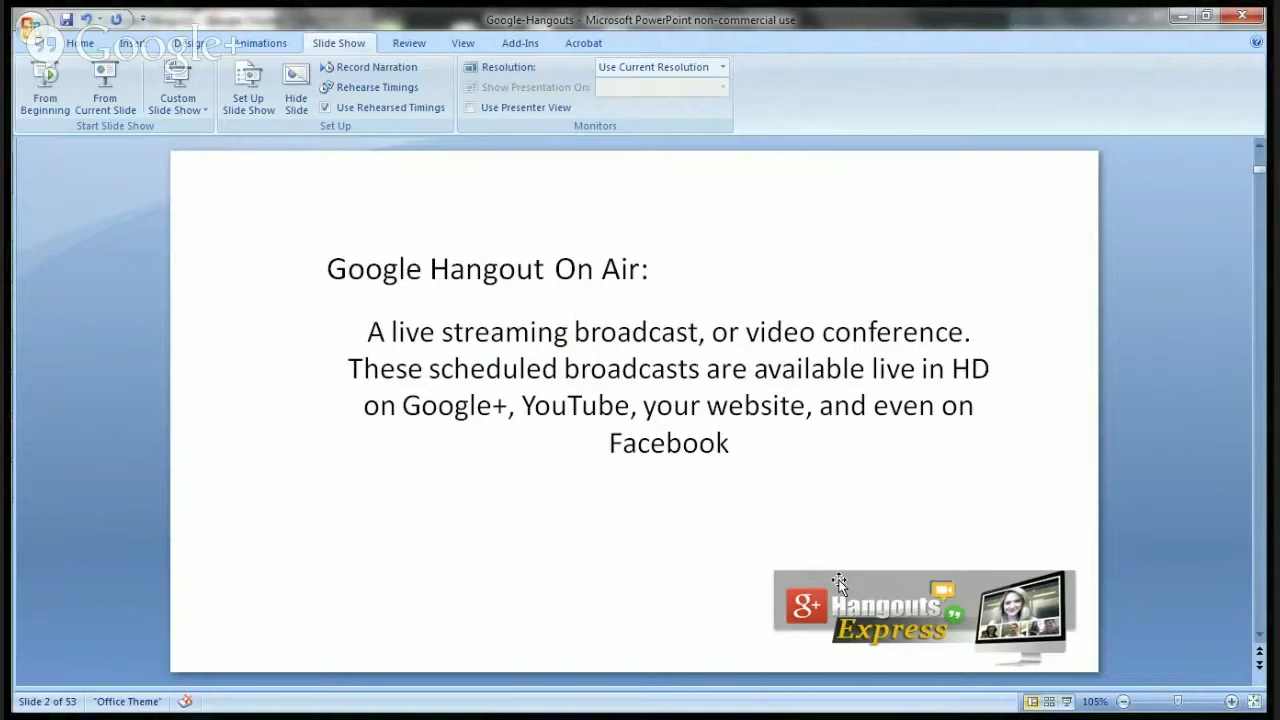 Google-Hangouts - Microsoft PowerPoint non-commercial use
Google+
Home Insert Design Animations Slide Show Review View Add-Ins Acrobat
From Beginning
From Current Slide
Custom Slide Show
Set Up Slide Show
Hide Slide
Record Narration
Rehearse Timings
Use Rehearsed Timings
Resolution: Use Current Resolution
Show Presentation On:
Use Presenter View
Start Slide Show Set Up Monitors
Google Hangout On Air:
A live streaming broadcast, or video conference.
These scheduled broadcasts are available live in HD
on Google+, YouTube, your website, and even on
Facebook
g+ Hangouts
Express
Slide 2 of 53 "Office Theme" 105%